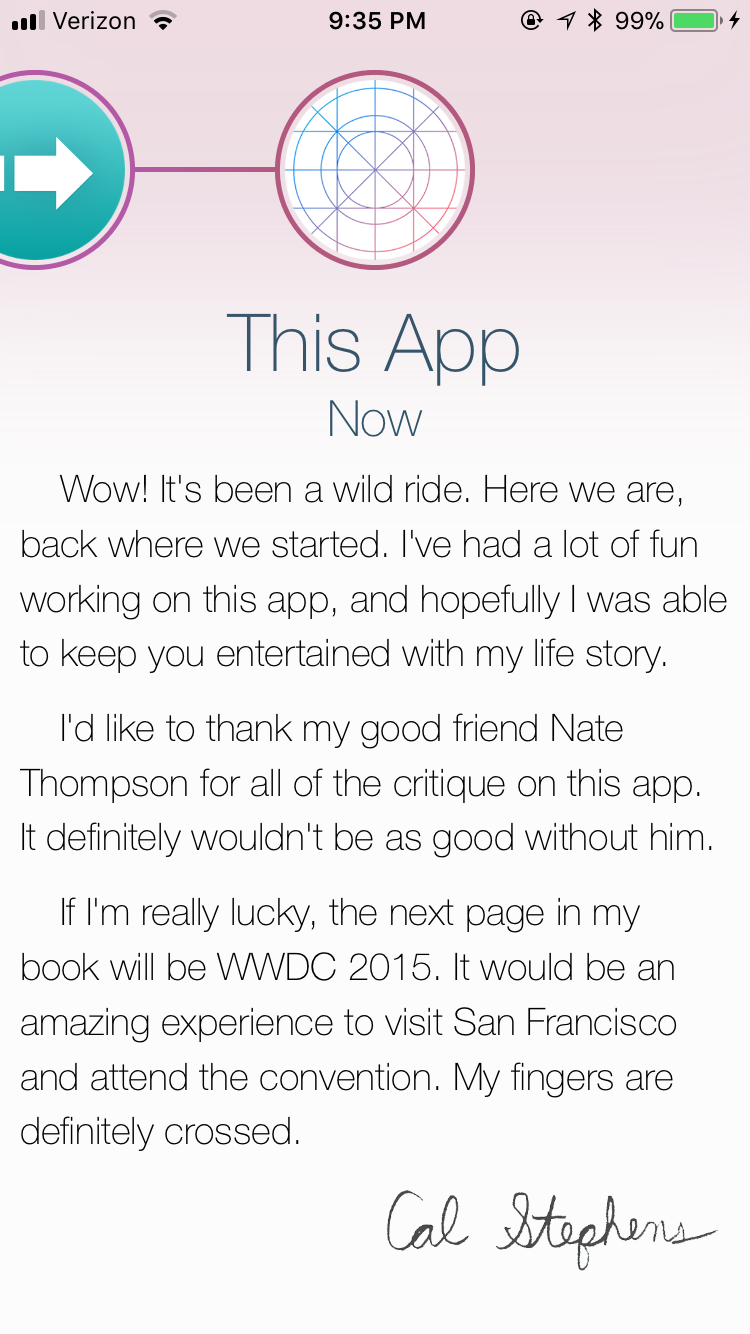 Verizon 9:35 PM 99%
This App
Now
Wow! It's been a wild ride. Here we are,
back where we started. I've had a lot of fun
working on this app, and hopefully I was able
to keep you entertained with my life story.
I'd like to thank my good friend Nate
Thompson for all of the critique on this app.
It definitely wouldn't be as good without him.
If I'm really lucky, the next page in my
book will be WWDC 2015. It would be an
amazing experience to visit San Francisco
and attend the convention. My fingers are
definitely crossed.
Cal Stephens